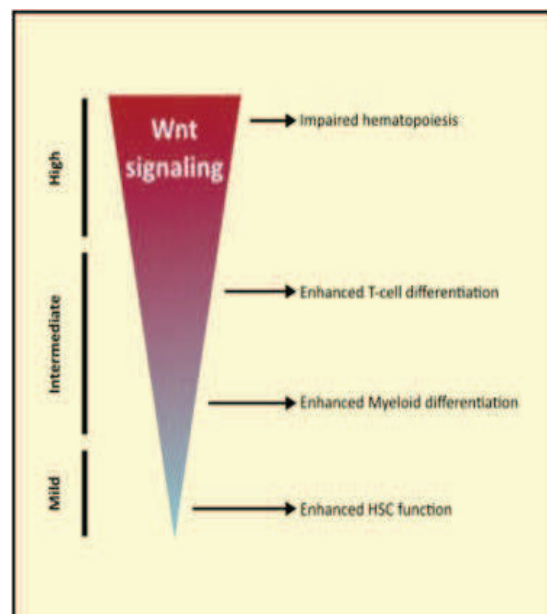 Wnt
signaling
High
Impaired hematopoiesis
Intermediate
Enhanced T-cell differentiation
Enhanced Myeloid differentiation
Mild
Enhanced HSC function